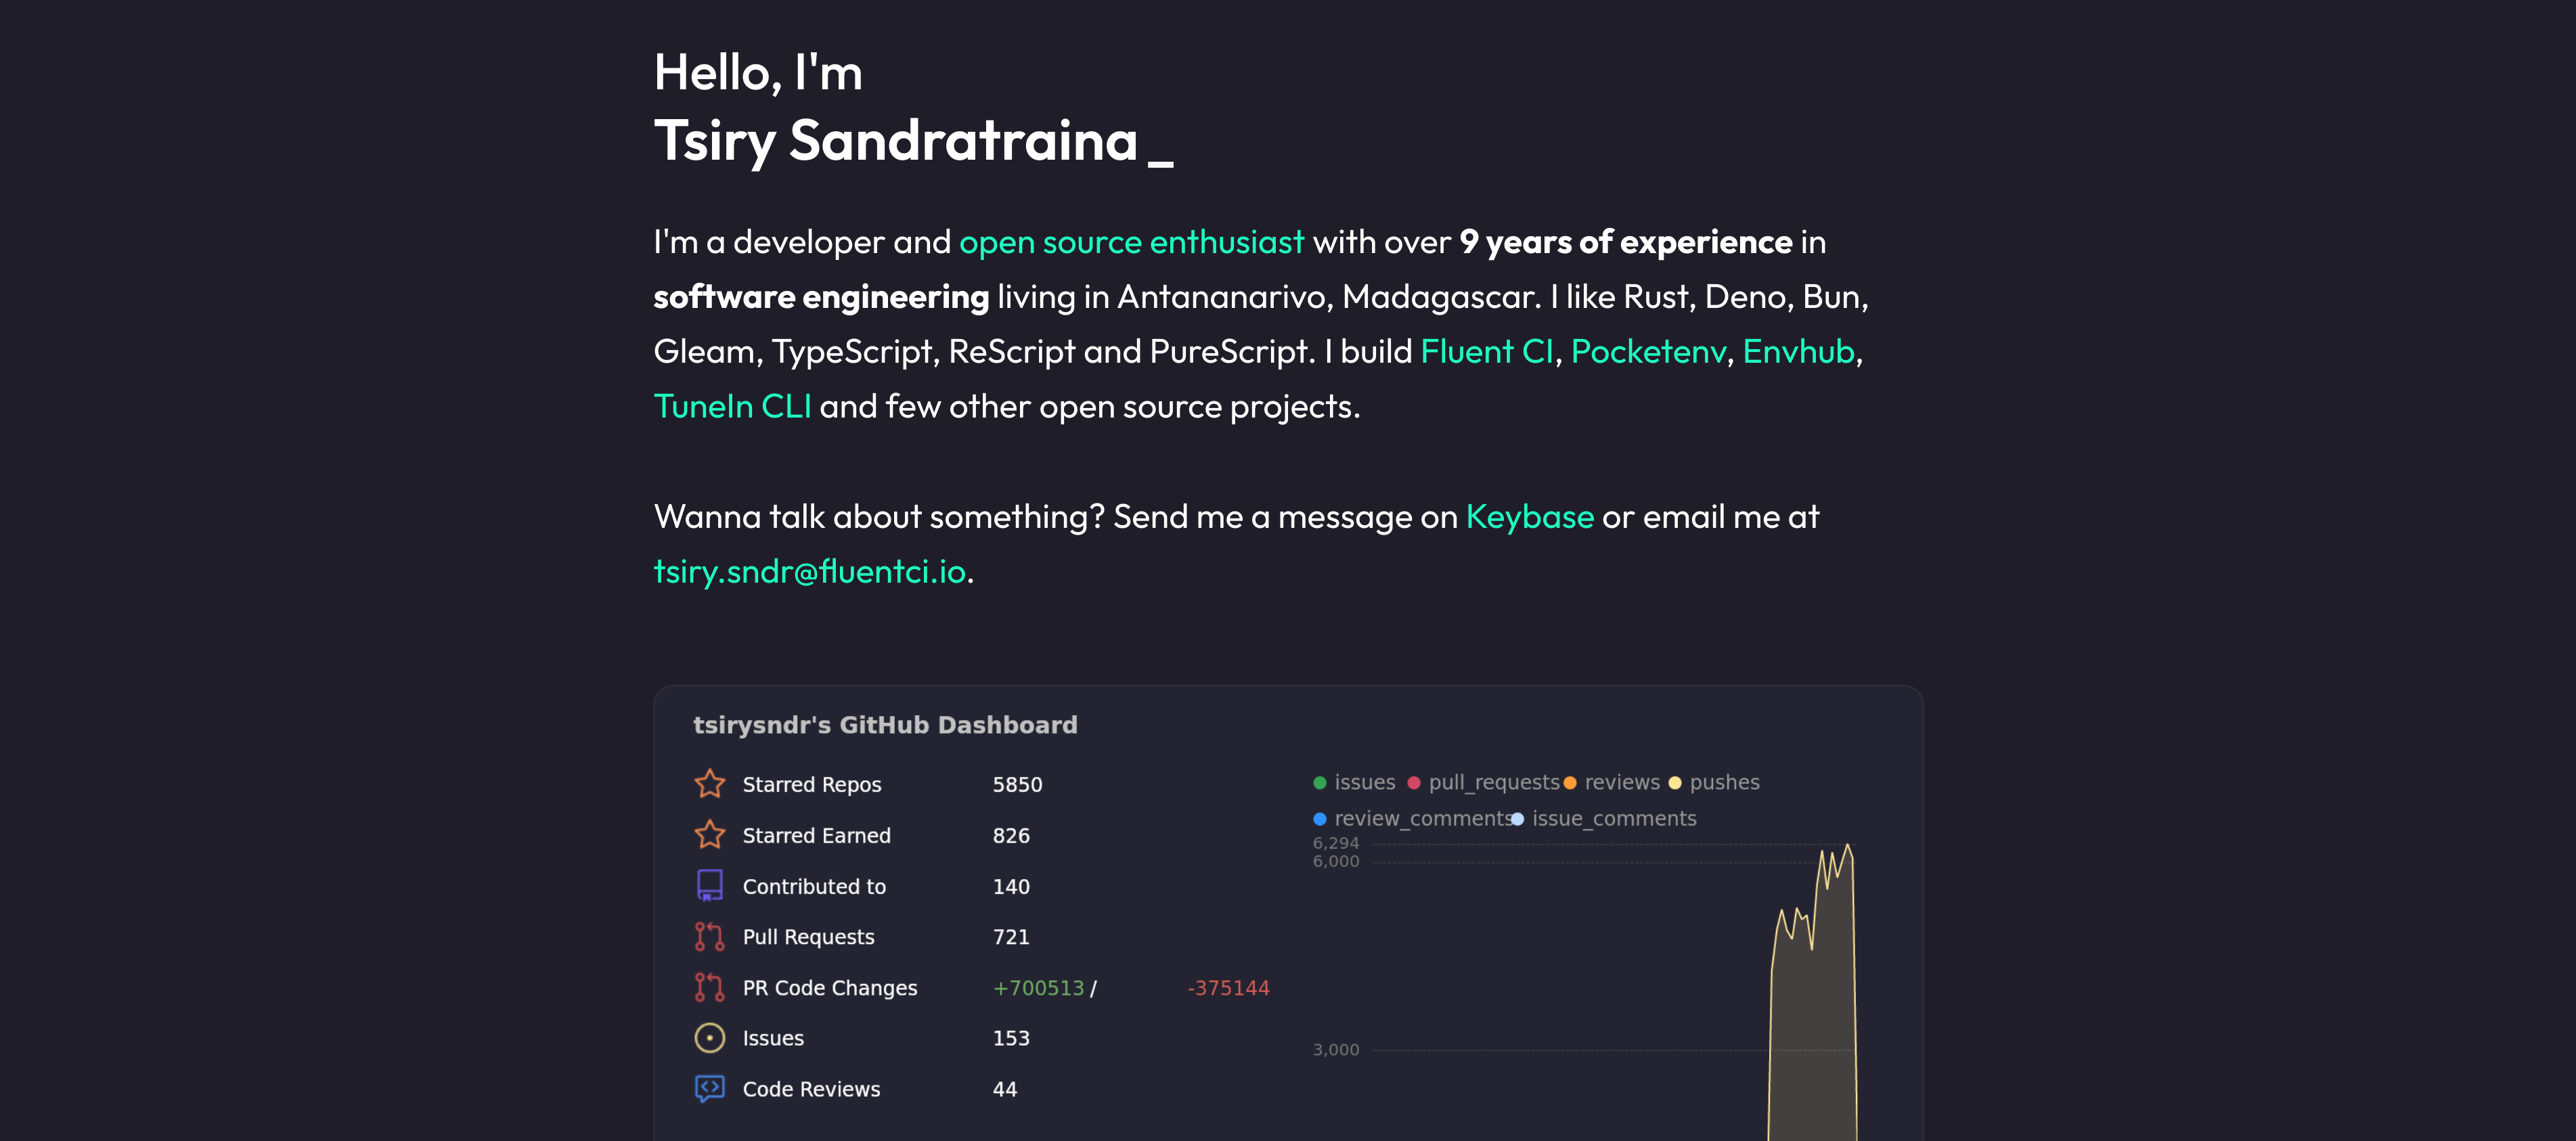 Hello, I'm
Tsiry Sandratraina _
I'm a developer and open source enthusiast with over 9 years of experience in
software engineering living in Antananarivo, Madagascar. I like Rust, Deno, Bun,
Gleam, TypeScript, ReScript and PureScript. I build Fluent CI, Pocketenv, Envhub,
TuneIn CLI and few other open source projects.
Wanna talk about something? Send me a message on Keybase or email me at
tsiry.sndr@fluentci.io.
tsirysndr's GitHub Dashboard
Starred Repos 5850
Starred Earned 826
Contributed to 140
Pull Requests 721
PR Code Changes +700513 / -375144
Issues 153
Code Reviews 44
issues pull_requests reviews pushes
review_comments issue_comments
6,294
6,000
3,000